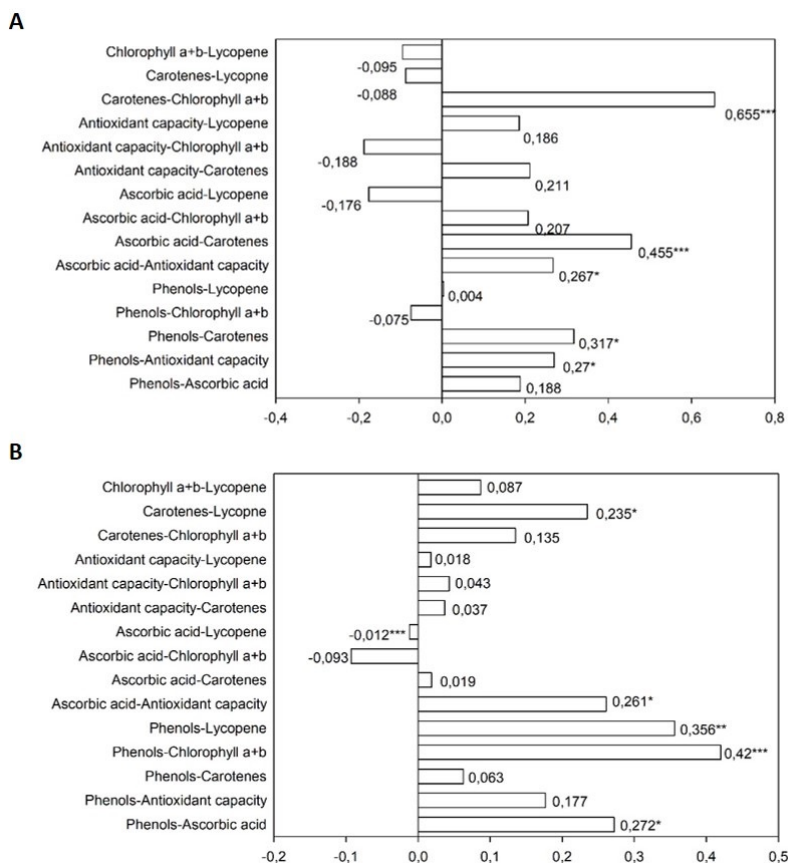 A
Chlorophyll a+b-Lycopene -0,095
Carotenes-Lycopne -0,088
Carotenes-Chlorophyll a+b 0,655***
Antioxidant capacity-Lycopene 0,186
Antioxidant capacity-Chlorophyll a+b -0,188
Antioxidant capacity-Carotenes 0,211
Ascorbic acid-Lycopene -0,176
Ascorbic acid-Chlorophyll a+b 0,207
Ascorbic acid-Carotenes 0,455***
Ascorbic acid-Antioxidant capacity 0,267*
Phenols-Lycopene 0,004
Phenols-Chlorophyll a+b -0,075
Phenols-Carotenes 0,317*
Phenols-Antioxidant capacity 0,27*
Phenols-Ascorbic acid 0,188
-0,4 -0,2 0,0 0,2 0,4 0,6 0,8
B
Chlorophyll a+b-Lycopene 0,087
Carotenes-Lycopne 0,235*
Carotenes-Chlorophyll a+b 0,135
Antioxidant capacity-Lycopene 0,018
Antioxidant capacity-Chlorophyll a+b 0,043
Antioxidant capacity-Carotenes 0,037
Ascorbic acid-Lycopene -0,012***
Ascorbic acid-Chlorophyll a+b -0,093
Ascorbic acid-Carotenes 0,019
Ascorbic acid-Antioxidant capacity 0,261*
Phenols-Lycopene 0,356**
Phenols-Chlorophyll a+b 0,42***
Phenols-Carotenes 0,063
Phenols-Antioxidant capacity 0,177
Phenols-Ascorbic acid 0,272*
-0,2 -0,1 0,0 0,1 0,2 0,3 0,4 0,5